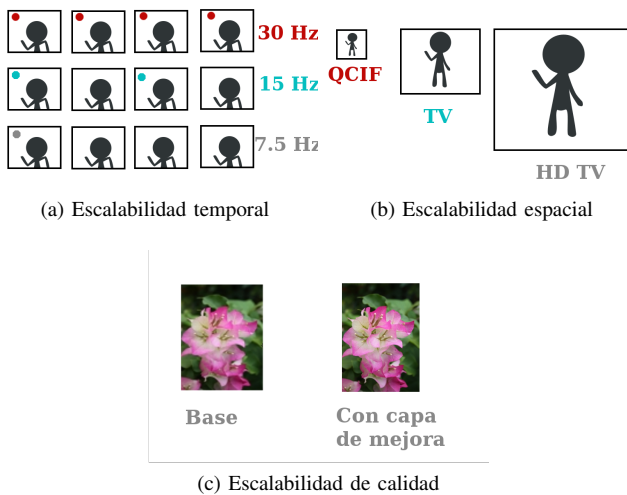 30 Hz
15 Hz
7.5 Hz
QCIF
TV
HD TV
(a) Escalabilidad temporal
(b) Escalabilidad espacial
Base
Con capa
de mejora
(c) Escalabilidad de calidad